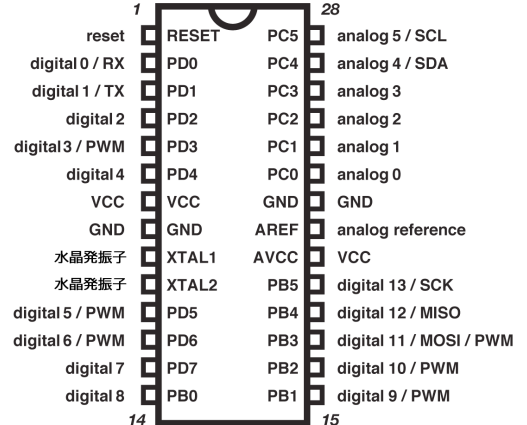 1 28
reset RESET PC5 analog 5 / SCL
digital 0 / RX PD0 PC4 analog 4 / SDA
digital 1 / TX PD1 PC3 analog 3
digital 2 PD2 PC2 analog 2
digital 3 / PWM PD3 PC1 analog 1
digital 4 PD4 PC0 analog 0
VCC VCC GND GND
GND GND AREF analog reference
水晶発振子 XTAL1 AVCC VCC
水晶発振子 XTAL2 PB5 digital 13 / SCK
digital 5 / PWM PD5 PB4 digital 12 / MISO
digital 6 / PWM PD6 PB3 digital 11 / MOSI / PWM
digital 7 PD7 PB2 digital 10 / PWM
digital 8 PB0 PB1 digital 9 / PWM
14 15